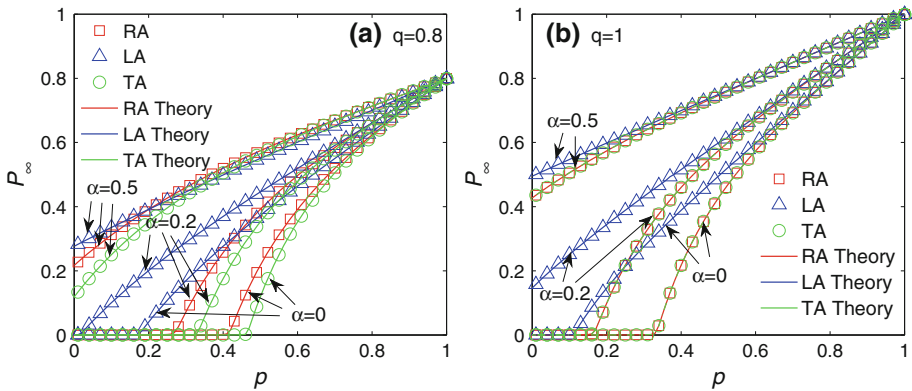 (a) q=0.8
RA
LA
TA
RA Theory
LA Theory
TA Theory
α=0.5
α=0.2
α=0
P∞
1
0.8
0.6
0.4
0.2
0
0 0.2 0.4 0.6 0.8 1
p
(b) q=1
α=0.5
α=0.2
α=0
RA
LA
TA
RA Theory
LA Theory
TA Theory
P∞
1
0.8
0.6
0.4
0.2
0
0 0.2 0.4 0.6 0.8 1
p